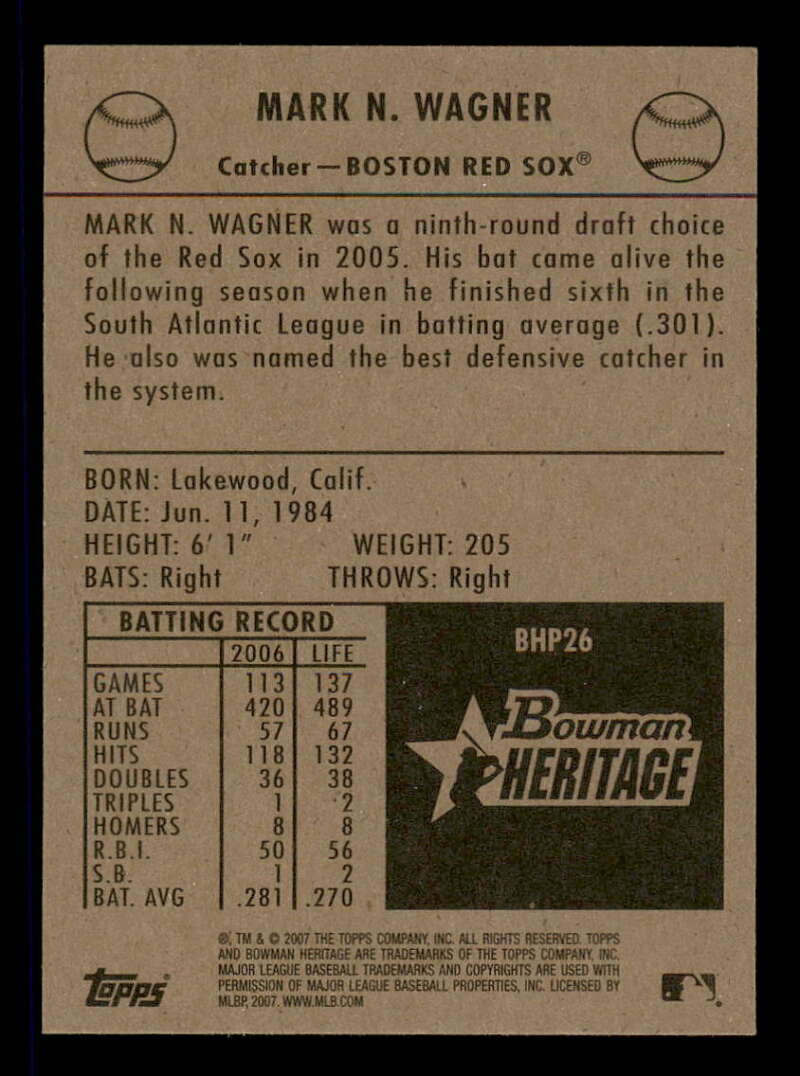 MARK N. WAGNER
Catcher—BOSTON RED SOX®
MARK N. WAGNER was a ninth-round draft choice
of the Red Sox in 2005. His bat came alive the
following season when he finished sixth in the
South Atlantic League in batting average (.301).
He also was named the best defensive catcher in
the system.
BORN: Lakewood, Calif.
DATE: Jun. 11, 1984
HEIGHT: 6' 1" WEIGHT: 205
BATS: Right THROWS: Right
BATTING RECORD
2006 LIFE
GAMES 113 137
AT BAT 420 489
RUNS 57 67
HITS 118 132
DOUBLES 36 38
TRIPLES 1 2
HOMERS 8 8
R.B.I. 50 56
S.B. 1 2
BAT. AVG .281 .270
BHP26
Bowman
HERITAGE
®, TM & © 2007 THE TOPPS COMPANY, INC. ALL RIGHTS RESERVED. TOPPS
AND BOWMAN HERITAGE ARE TRADEMARKS OF THE TOPPS COMPANY, INC.
MAJOR LEAGUE BASEBALL TRADEMARKS AND COPYRIGHTS ARE USED WITH
PERMISSION OF MAJOR LEAGUE BASEBALL PROPERTIES, INC. LICENSED BY
MLBP, 2007. WWW.MLB.COM
Topps®